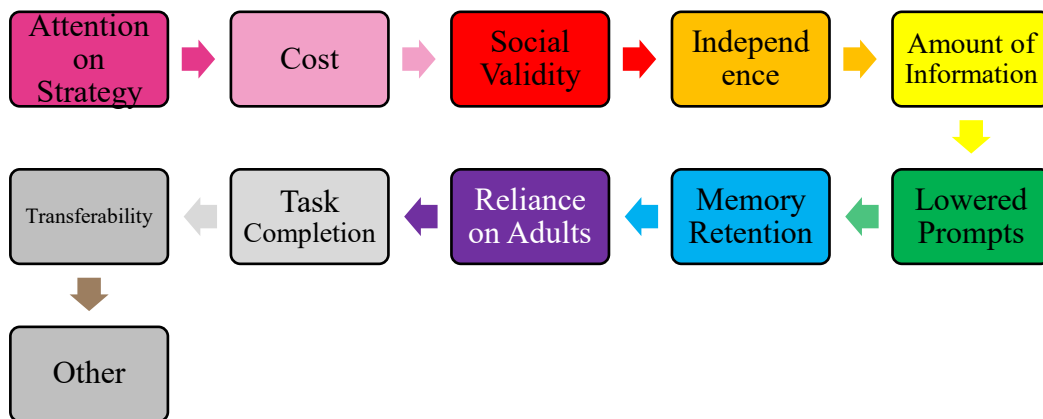 Attention
on
Strategy
Cost
Social
Validity
Independ
ence
Amount of
Information
Lowered
Prompts
Memory
Retention
Reliance
on Adults
Task
Completion
Transferability
Other